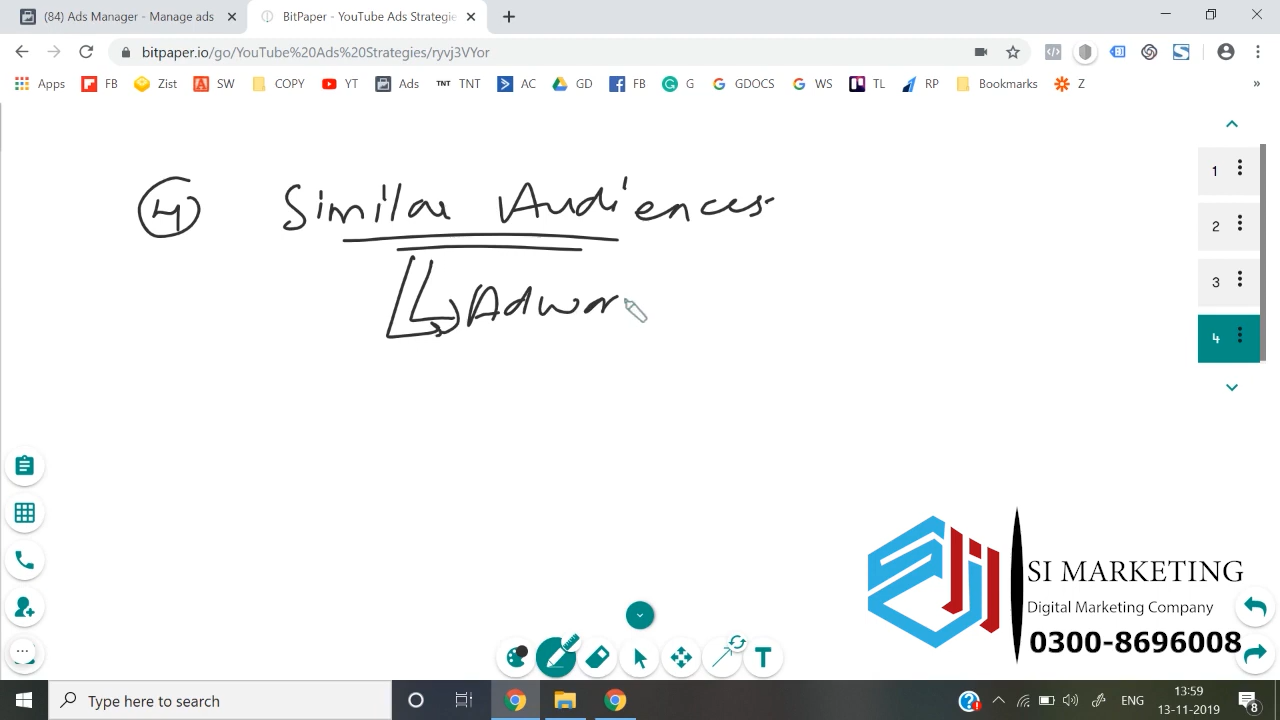 (84) Ads Manager - Manage ads
BitPaper - YouTube Ads Strategie
bitpaper.io/go/YouTube%20Ads%20Strategies/ryvj3VYor
Apps FB Zist SW COPY YT Ads TNT TNT AC GD FB G GDOCS WS TL RP Bookmarks Z »
4 Similar Audiences
Adwor
1
2
3
4
SI MARKETING
Digital Marketing Company
0300-8696008
T
Type here to search
ENG
13:59
13-11-2019
8